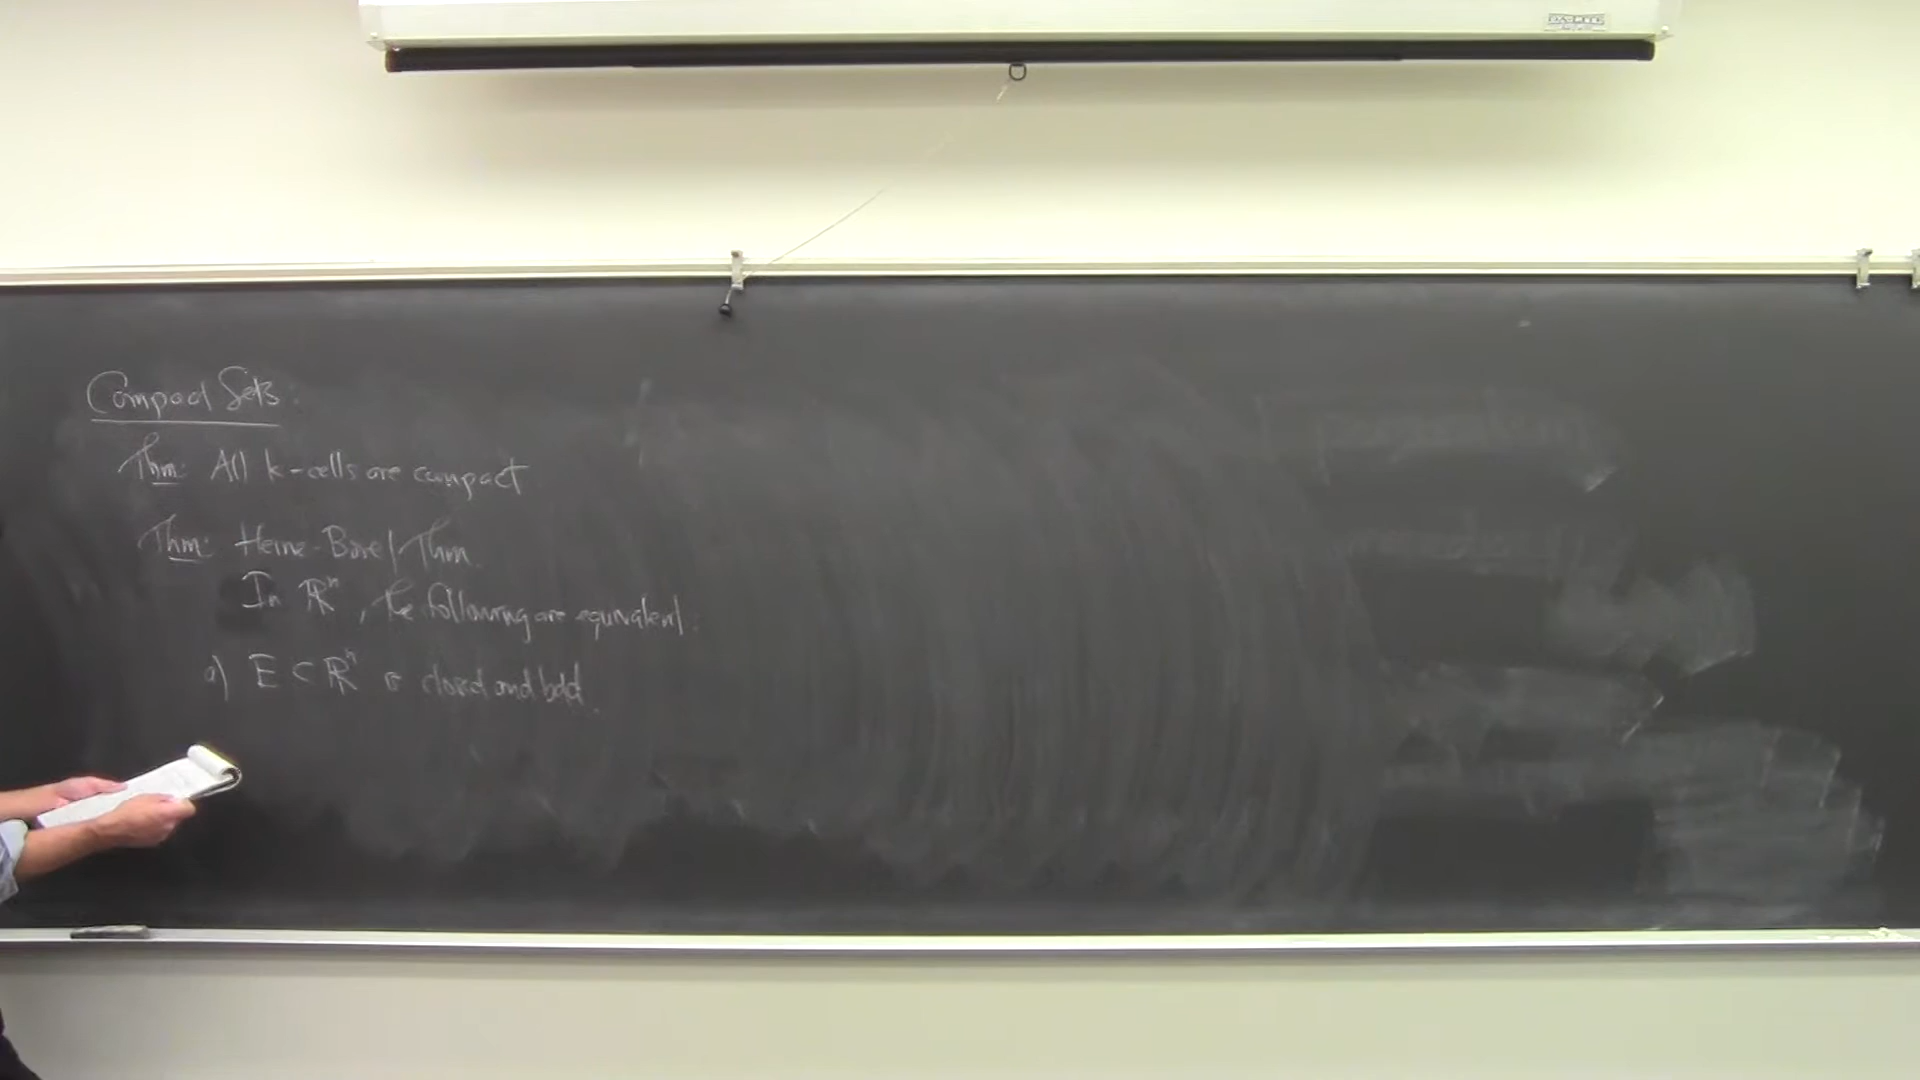 Compact Sets:
Thm: All k-cells are compact
Thm: Heine-Borel Thm.
In ℝⁿ, the following are equivalent:
a) E ⊂ ℝⁿ is closed and bdd.